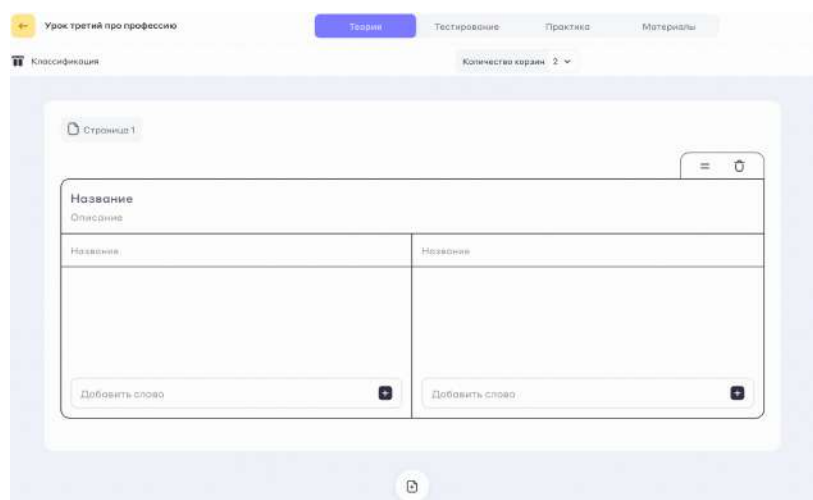 Урок третий про профессию
Теория Тестирование Практика Материалы
Классификация
Количество корзин 2
Страница 1
Название
Описание
Название Название
Добавить слово Добавить слово